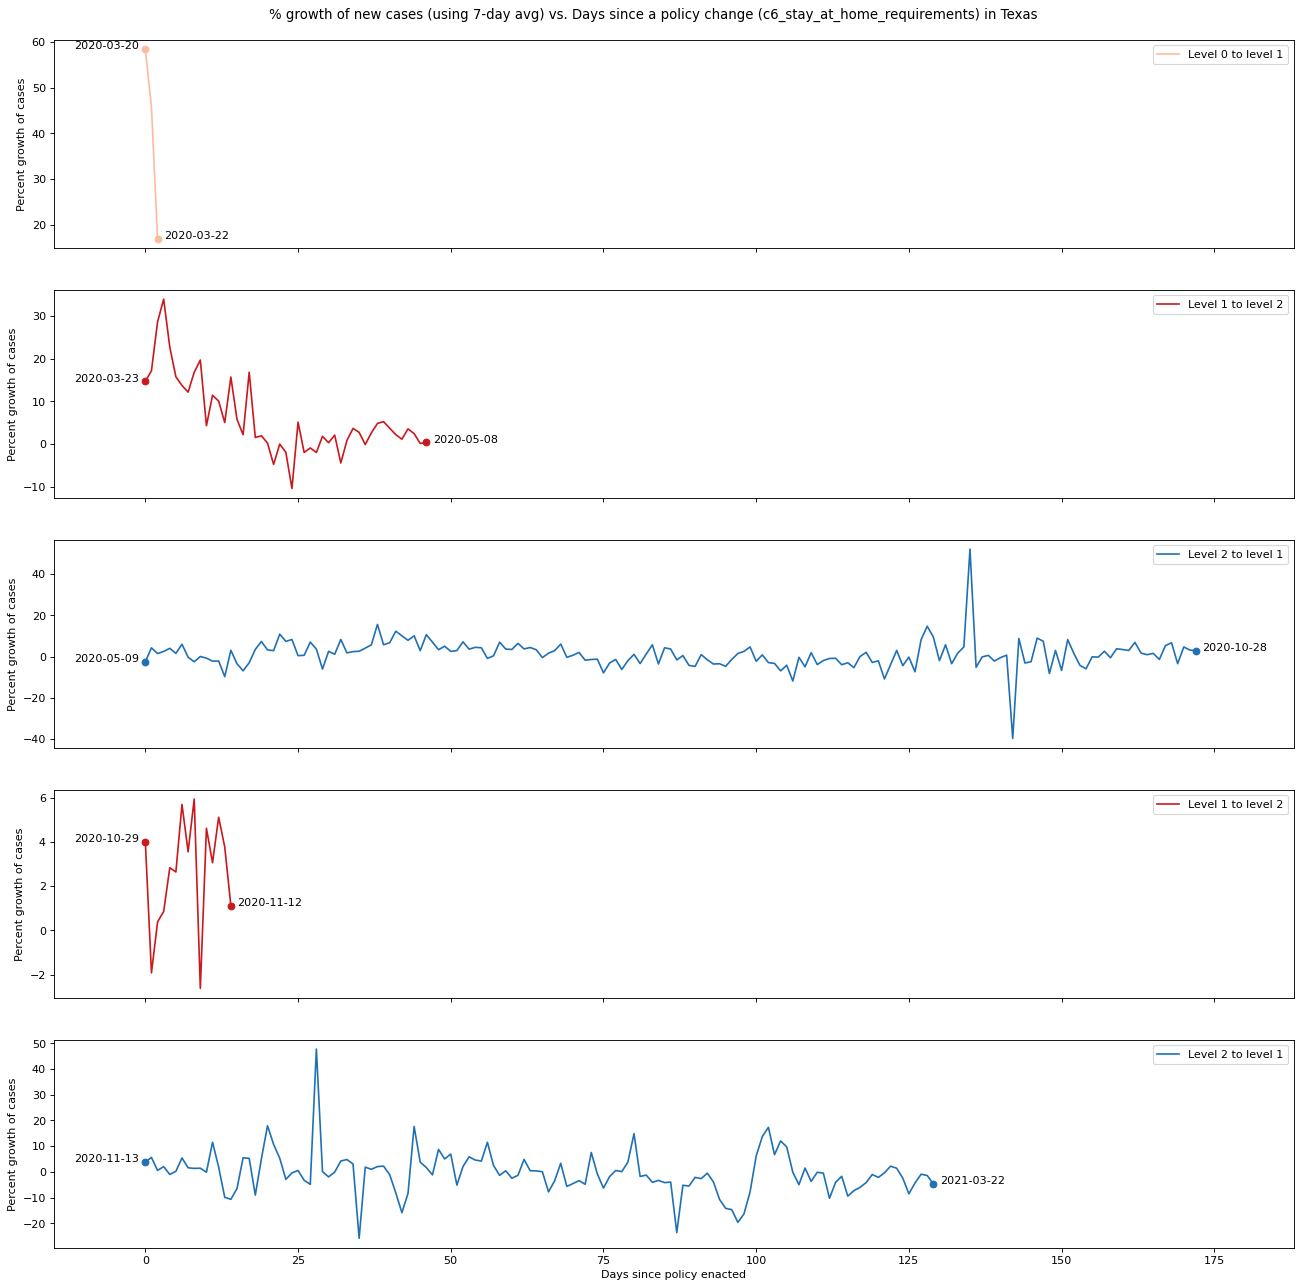 % growth of new cases (using 7-day avg) vs. Days since a policy change (c6_stay_at_home_requirements) in Texas
Percent growth of cases
60
50
40
30
20
2020-03-20
2020-03-22
Level 0 to level 1
Percent growth of cases
30
20
10
0
−10
2020-03-23
2020-05-08
Level 1 to level 2
Percent growth of cases
40
20
0
−20
−40
2020-05-09
2020-10-28
Level 2 to level 1
Percent growth of cases
6
4
2
0
−2
2020-10-29
2020-11-12
Level 1 to level 2
Percent growth of cases
50
40
30
20
10
0
−10
−20
2020-11-13
2021-03-22
Level 2 to level 1
0 25 50 75 100 125 150 175
Days since policy enacted